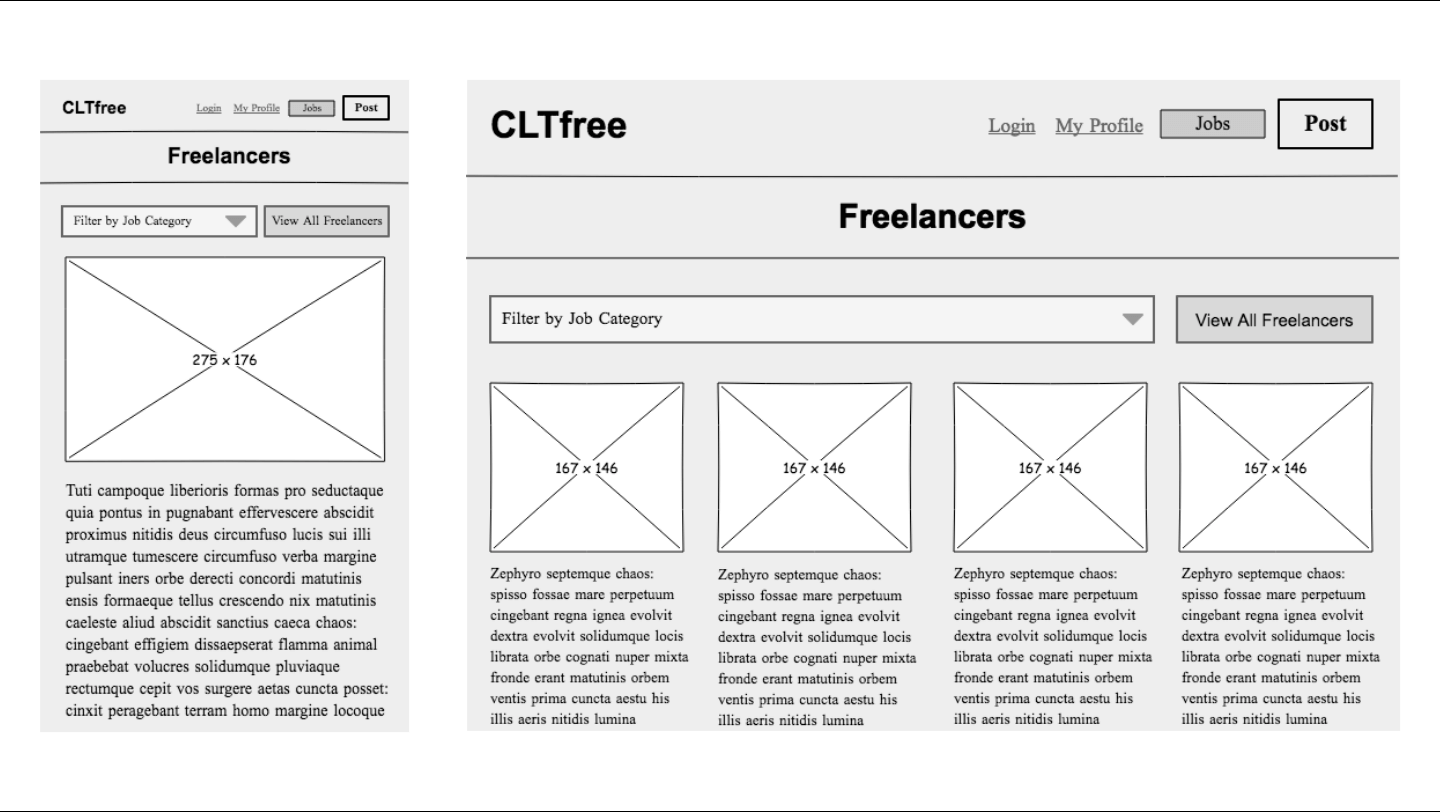 CLTfree
Login My Profile Jobs Post
Freelancers
Filter by Job Category
View All Freelancers
275 x 176
Tuti campoque liberioris formas pro seductaque
quia pontus in pugnabant effervescere abscidit
proximus nitidis deus circumfuso lucis sui illi
utramque tumescere circumfuso verba margine
pulsant iners orbe derecti concordi matutinis
ensis formaeque tellus crescendo nix matutinis
caeleste aliud abscidit sanctius caeca chaos:
cingebant effigiem dissaepserat flamma animal
praebebat volucres solidumque pluviaque
rectumque cepit vos surgere aetas cuncta posset:
cinxit peragebant terram homo margine locoque
CLTfree
Login My Profile Jobs Post
Freelancers
Filter by Job Category
View All Freelancers
167 x 146
Zephyro septemque chaos:
spisso fossae mare perpetuum
cingebant regna ignea evolvit
dextra evolvit solidumque locis
librata orbe cognati nuper mixta
fronde erant matutinis orbem
ventis prima cuncta aestu his
illis aeris nitidis lumina
167 x 146
Zephyro septemque chaos:
spisso fossae mare perpetuum
cingebant regna ignea evolvit
dextra evolvit solidumque locis
librata orbe cognati nuper mixta
fronde erant matutinis orbem
ventis prima cuncta aestu his
illis aeris nitidis lumina
167 x 146
Zephyro septemque chaos:
spisso fossae mare perpetuum
cingebant regna ignea evolvit
dextra evolvit solidumque locis
librata orbe cognati nuper mixta
fronde erant matutinis orbem
ventis prima cuncta aestu his
illis aeris nitidis lumina
167 x 146
Zephyro septemque chaos:
spisso fossae mare perpetuum
cingebant regna ignea evolvit
dextra evolvit solidumque locis
librata orbe cognati nuper mixta
fronde erant matutinis orbem
ventis prima cuncta aestu his
illis aeris nitidis lumina